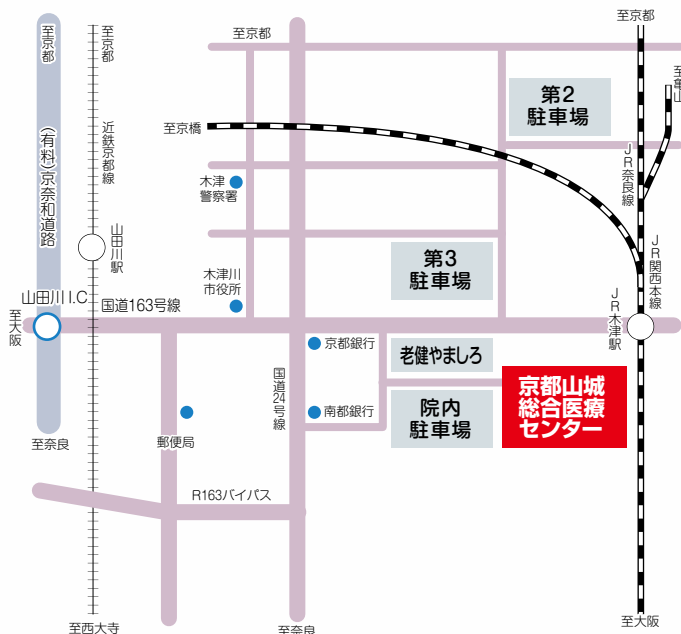 至京都
至京都
至京都
至京都
至亀山
第2
駐車場
(有料)京奈和道路
近鉄京都線
至京橋
JR奈良線
木津
警察署
山田川駅
第3
駐車場
JR関西本線
木津川
市役所
山田川I.C
国道163号線
至大阪
JR木津駅
京都銀行
老健やましろ
国道24号線
京都山城
総合医療
センター
南都銀行
院内
駐車場
郵便局
至奈良
R163バイパス
至西大寺
至奈良
至大阪